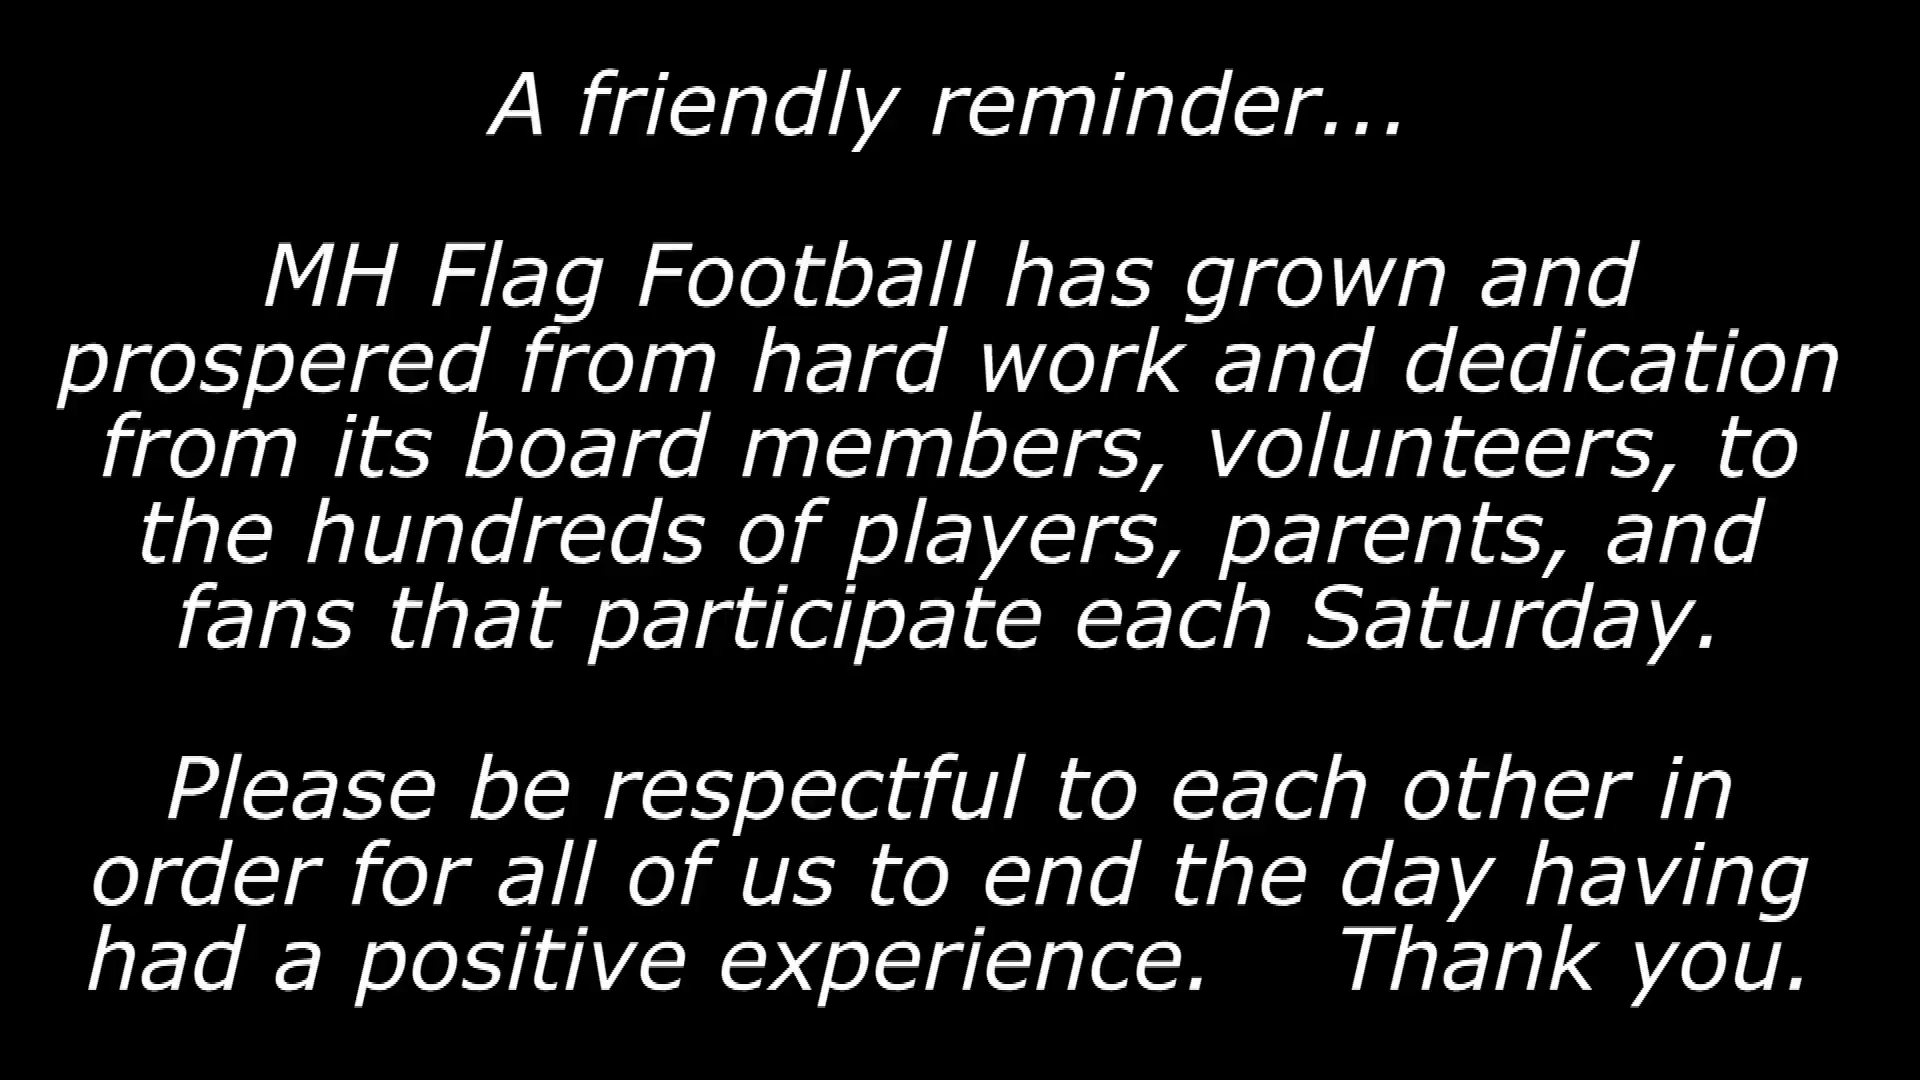 A friendly reminder...
MH Flag Football has grown and
prospered from hard work and dedication
from its board members, volunteers, to
the hundreds of players, parents, and
fans that participate each Saturday.
Please be respectful to each other in
order for all of us to end the day having
had a positive experience. Thank you.